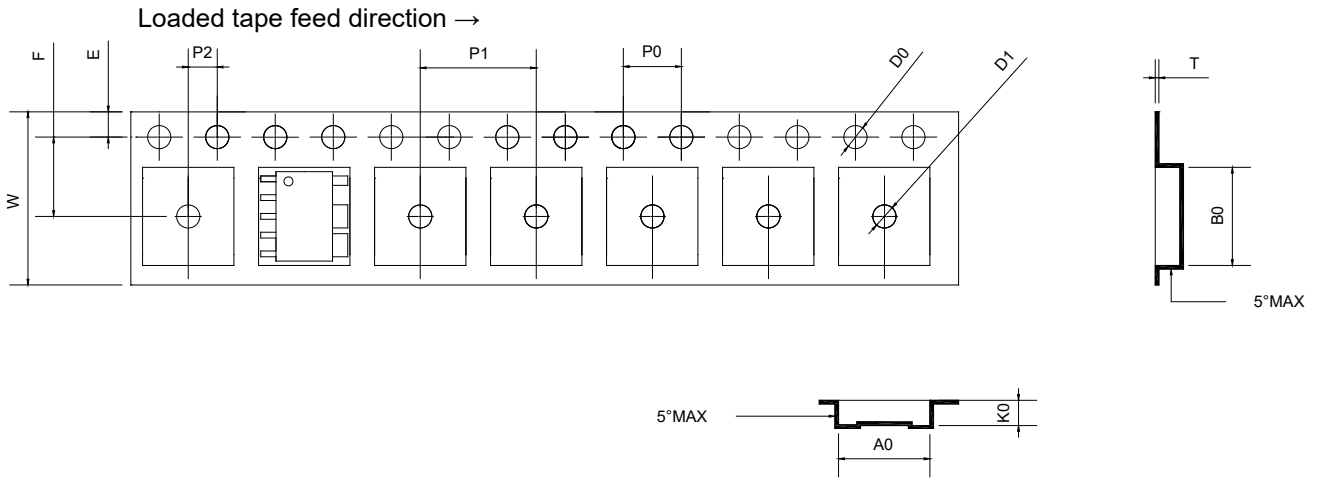 Loaded tape feed direction →
F
E
P2
P1
P0
D0
D1
T
W
B0
5°MAX
5°MAX
K0
A0